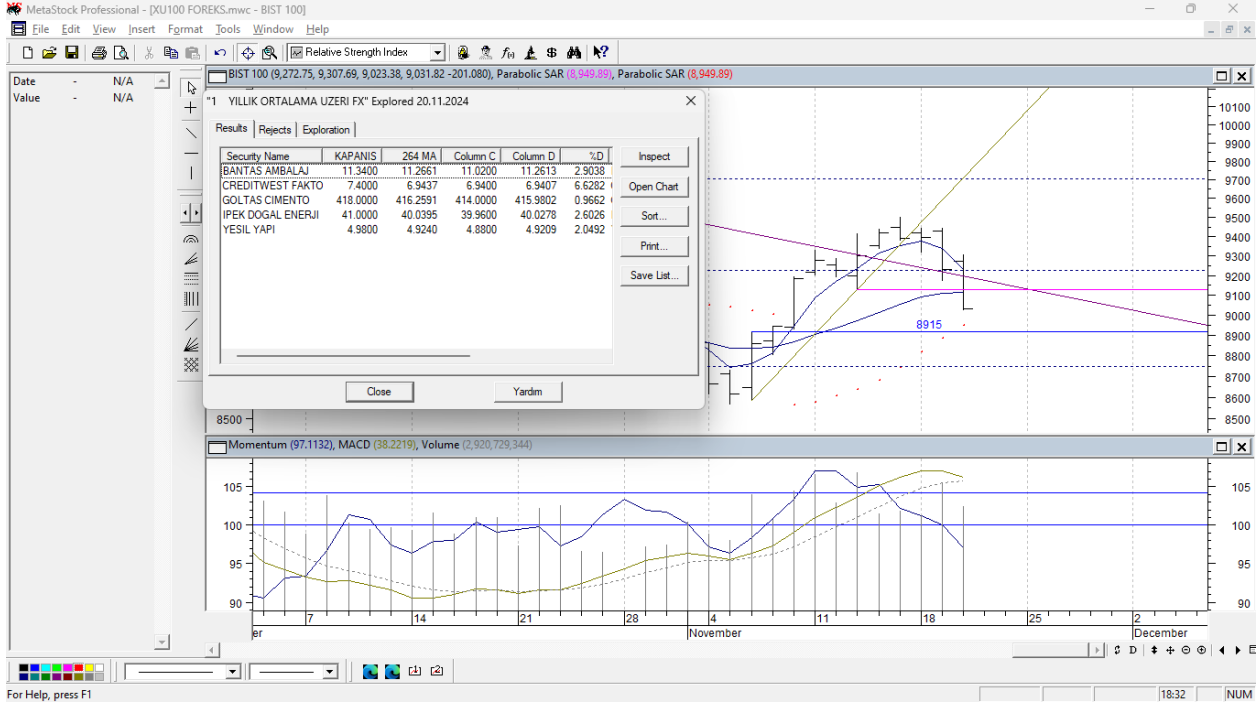 MetaStock Professional - [XU100 FOREKS.mwc - BIST 100]
File Edit View Insert Format Tools Window Help
Relative Strength Index
Date - N/A
Value - N/A
BIST 100 (9,272.75, 9,307.69, 9,023.38, 9,031.82 -201.080), Parabolic SAR (8,949.89), Parabolic SAR (8,949.89)
"1 YILLIK ORTALAMA UZERI FX" Explored 20.11.2024
Results Rejects Exploration
Security Name KAPANIS 264 MA Column C Column D %D
BANTAS AMBALAJ 11.3400 11.2661 11.0200 11.2613 2.9038
CREDITWEST FAKTO 7.4000 6.9437 6.9400 6.9407 6.6282
GOLTAS CIMENTO 418.0000 416.2591 414.0000 415.9802 0.9662
IPEK DOGAL ENERJI 41.0000 40.0395 39.9600 40.0278 2.6026
YESIL YAPI 4.9800 4.9240 4.8800 4.9209 2.0492
Inspect
Open Chart
Sort...
Print...
Save List...
Close Yardım
10100
10000
9900
9800
9700
9600
9500
9400
9300
9200
9100
9000
8900
8800
8700
8600
8500
8915
8500
Momentum (97.1132), MACD (38.2219), Volume (2,920,729,344)
105 105
100 100
95 95
90 90
7 14 21 28 4 11 18 25 2
er November December
D
For Help, press F1
18:32 NUM